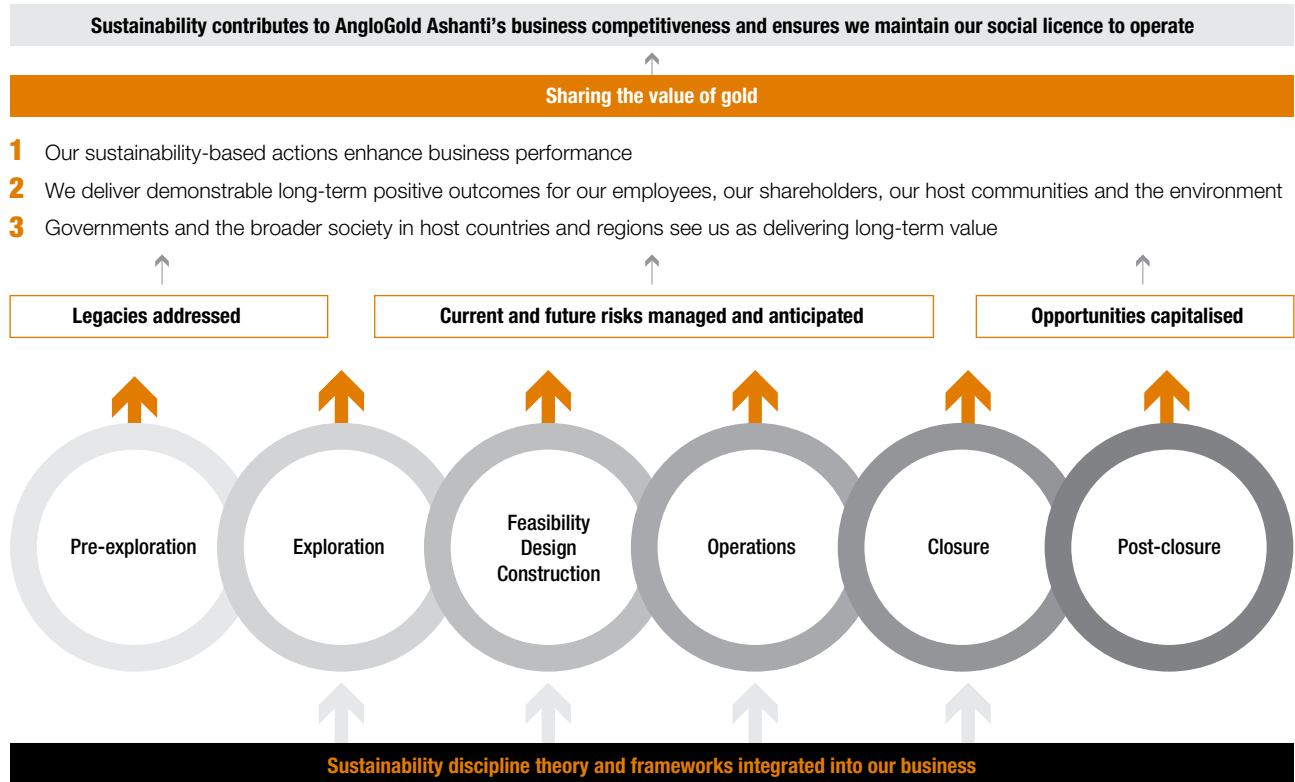 Sustainability contributes to AngloGold Ashanti's business competitiveness and ensures we maintain our social licence to operate
Sharing the value of gold
1 Our sustainability-based actions enhance business performance
2 We deliver demonstrable long-term positive outcomes for our employees, our shareholders, our host communities and the environment
3 Governments and the broader society in host countries and regions see us as delivering long-term value
Legacies addressed
Current and future risks managed and anticipated
Opportunities capitalised
Pre-exploration
Exploration
Feasibility
Design
Construction
Operations
Closure
Post-closure
Sustainability discipline theory and frameworks integrated into our business